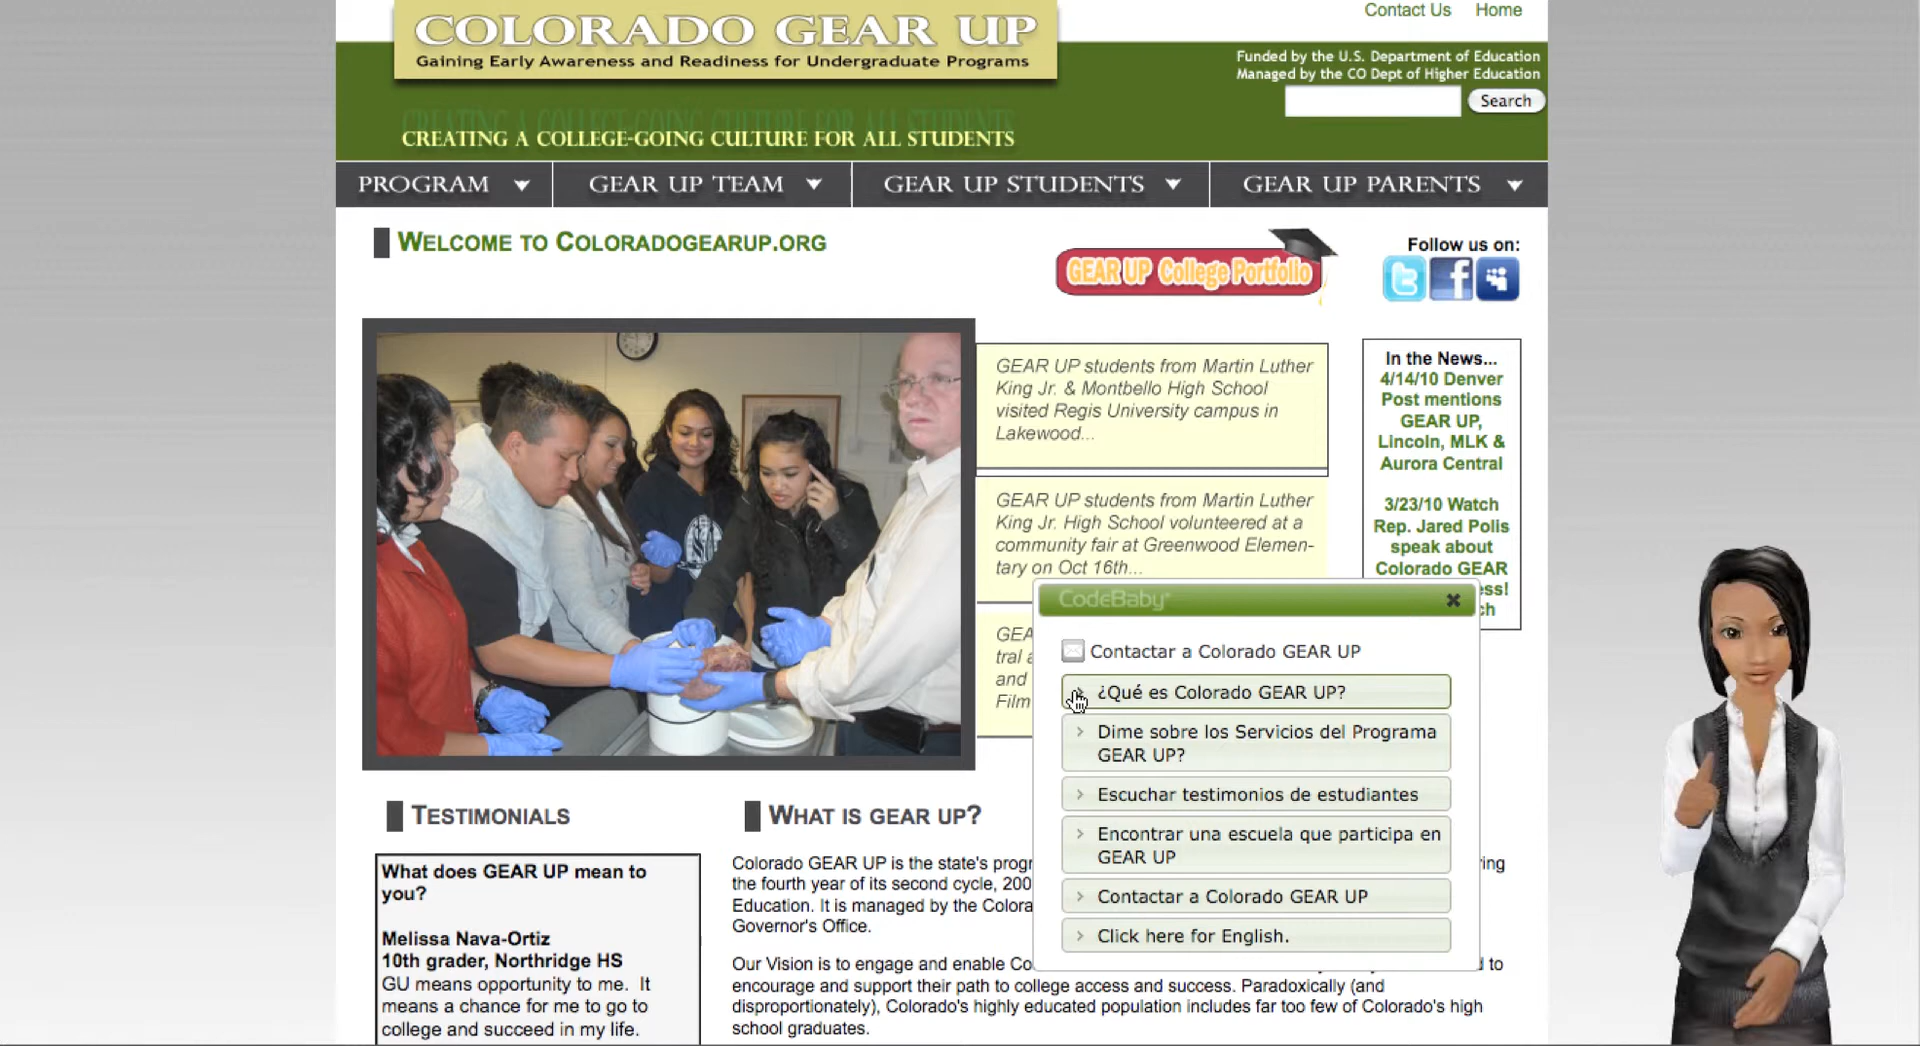 Contact Us Home
COLORADO GEAR UP
Gaining Early Awareness and Readiness for Undergraduate Programs
Funded by the U.S. Department of Education
Managed by the CO Dept of Higher Education
Search
CREATING A COLLEGE-GOING CULTURE FOR ALL STUDENTS
PROGRAM GEAR UP TEAM GEAR UP STUDENTS GEAR UP PARENTS
WELCOME TO COLORADOGEARUP.ORG
GEAR UP College Portfolio
Follow us on:
GEAR UP students from Martin Luther
King Jr. & Montbello High School
visited Regis University campus in
Lakewood...
GEAR UP students from Martin Luther
King Jr. High School volunteered at a
community fair at Greenwood Elemen-
tary on Oct 16th...
GEA
tral a
and
Film
In the News...
4/14/10 Denver
Post mentions
GEAR UP,
Lincoln, MLK &
Aurora Central
3/23/10 Watch
Rep. Jared Polis
speak about
Colorado GEAR
ess!
ch
CodeBaby
Contactar a Colorado GEAR UP
¿Qué es Colorado GEAR UP?
Dime sobre los Servicios del Programa
GEAR UP?
Escuchar testimonios de estudiantes
Encontrar una escuela que participa en
GEAR UP
Contactar a Colorado GEAR UP
Click here for English.
TESTIMONIALS
What does GEAR UP mean to
you?
Melissa Nava-Ortiz
10th grader, Northridge HS
GU means opportunity to me. It
means a chance for me to go to
college and succeed in my life.
WHAT IS GEAR UP?
Colorado GEAR UP is the state's progr ring
the fourth year of its second cycle, 200
Education. It is managed by the Colora
Governor's Office.
Our Vision is to engage and enable Co d to
encourage and support their path to college access and success. Paradoxically (and
disproportionately), Colorado's highly educated population includes far too few of Colorado's high
school graduates.